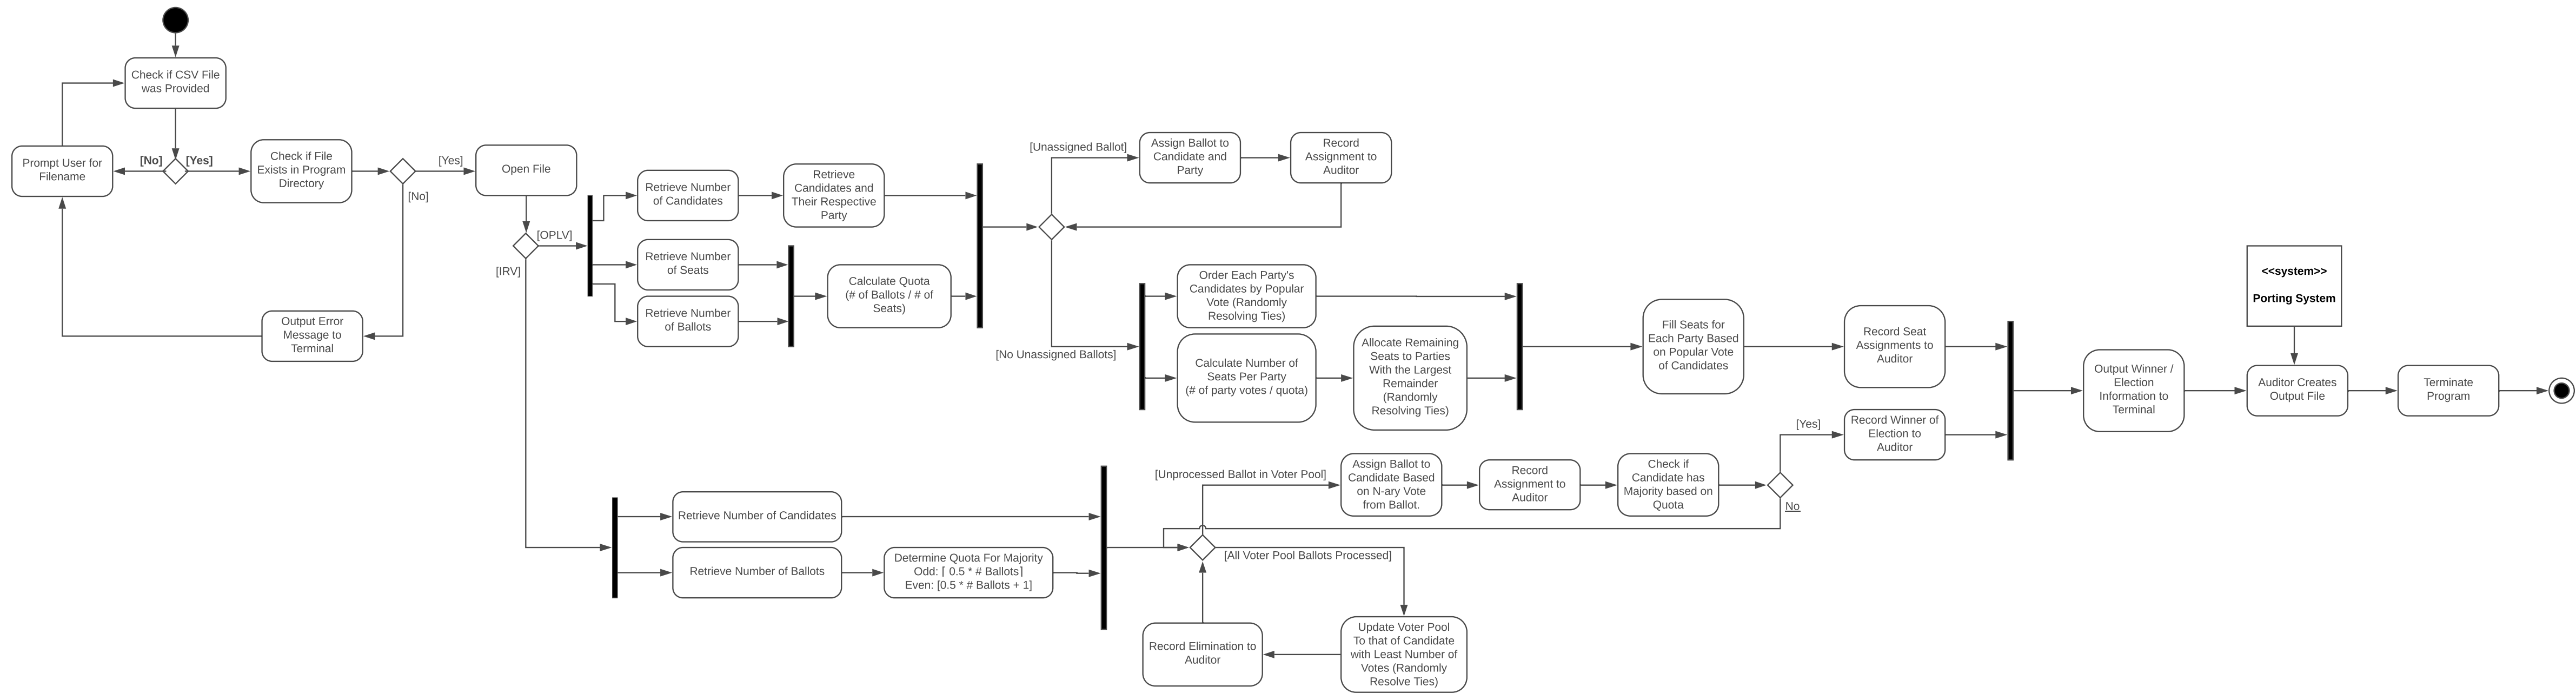 Check if CSV File
was Provided
Prompt User for
Filename
[No]
[Yes]
Check if File
Exists in Program
Directory
[Yes]
[No]
Output Error
Message to
Terminal
Open File
[OPLV]
[IRV]
Retrieve Number
of Candidates
Retrieve
Candidates and
Their Respective
Party
Retrieve Number
of Seats
Retrieve Number
of Ballots
Calculate Quota
(# of Ballots / # of
Seats)
[Unassigned Ballot]
Assign Ballot to
Candidate and
Party
Record
Assignment to
Auditor
[No Unassigned Ballots]
Order Each Party's
Candidates by Popular
Vote (Randomly
Resolving Ties)
Calculate Number of
Seats Per Party
(# of party votes / quota)
Allocate Remaining
Seats to Parties
With the Largest
Remainder
(Randomly
Resolving Ties)
Fill Seats for
Each Party Based
on Popular Vote
of Candidates
Record Seat
Assignments to
Auditor
Retrieve Number of Candidates
Retrieve Number of Ballots
Determine Quota For Majority
Odd: ⌈ 0.5 * # Ballots⌉
Even: [0.5 * # Ballots + 1]
[Unprocessed Ballot in Voter Pool]
Assign Ballot to
Candidate Based
on N-ary Vote
from Ballot.
Record
Assignment to
Auditor
Check if
Candidate has
Majority based on
Quota
[Yes]
No
Record Winner of
Election to
Auditor
[All Voter Pool Ballots Processed]
Update Voter Pool
To that of Candidate
with Least Number of
Votes (Randomly
Resolve Ties)
Record Elimination to
Auditor
Output Winner /
Election
Information to
Terminal
<<system>>
Porting System
Auditor Creates
Output File
Terminate
Program